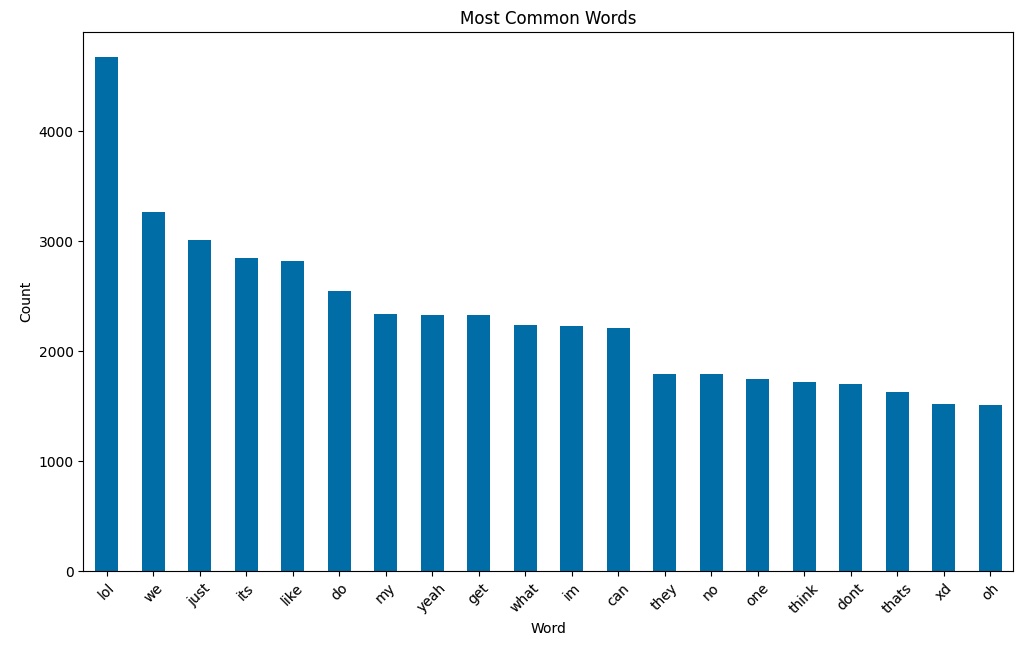 Most Common Words
4000
3000
2000
1000
0
Count
lol we just its like do my yeah get what im can they no one think dont thats xd oh
Word